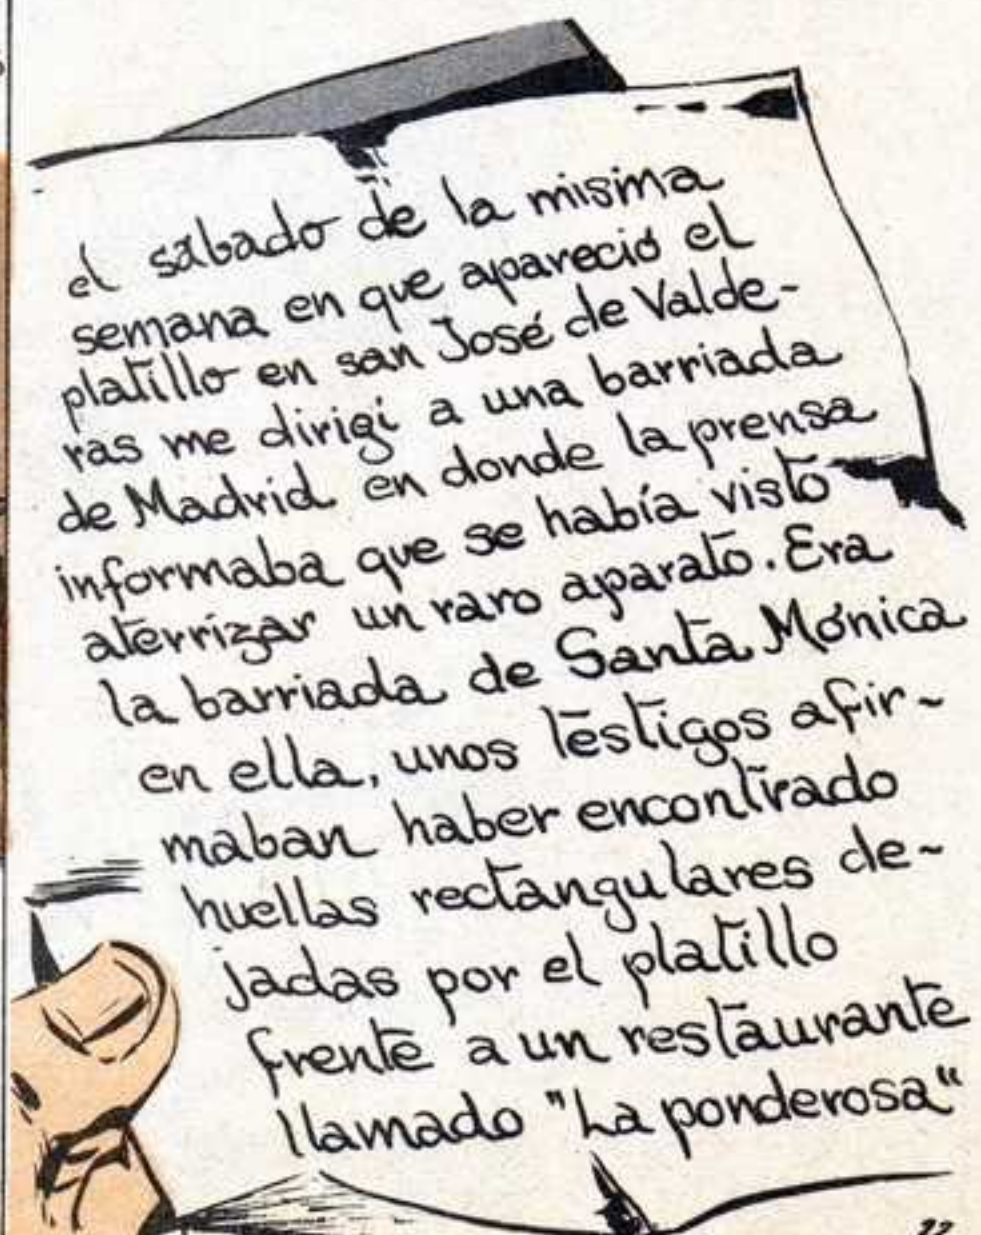 el sábado de la misma
semana en que apareció el
platillo en san José de Valde-
ras me dirigí a una barriada
de Madrid en donde la prensa
informaba que se había visto
aterrizar un raro aparato. Era
la barriada de Santa Mónica
en ella, unos testigos afir-
maban haber encontrado
huellas rectangulares de-
jadas por el platillo
frente a un restaurante
llamado "La ponderosa"